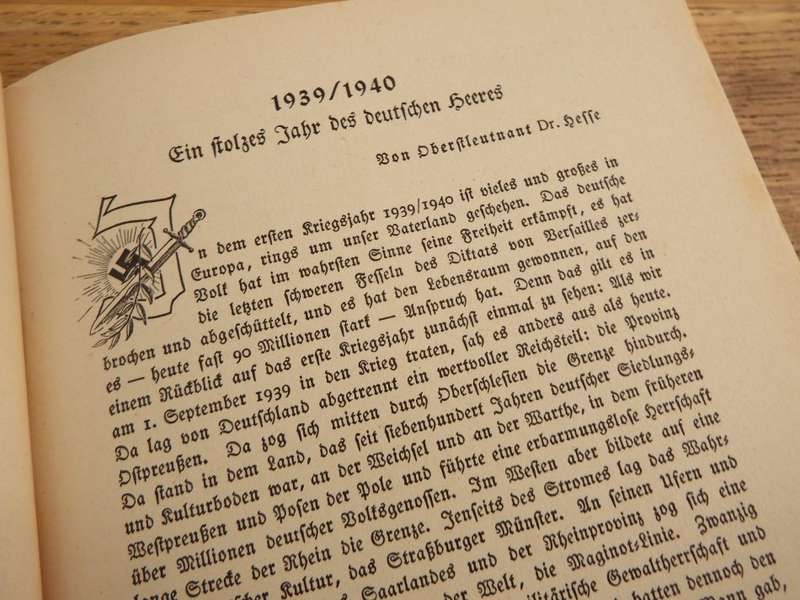 1939/1940
Ein stolzes Jahr des deutschen Heeres
Von Oberstleutnant Dr. Hesse
In dem ersten Kriegsjahr 1939/1940 ist vieles und großes in
Europa, rings um unser Vaterland geschehen. Das deutsche
Volk hat im wahrsten Sinne seine Freiheit erkämpft, es hat
die letzten schweren Fesseln des Diktats von Versailles zer-
brochen und abgeschüttelt, und es hat den Lebensraum gewonnen, auf den
es — heute fast 90 Millionen stark — Anspruch hat. Denn das gilt es in
einem Rückblick auf das erste Kriegsjahr zunächst einmal zu sehen: Als wir
am 1. September 1939 in den Krieg traten, sah es anders aus als heute.
Da lag von Deutschland abgetrennt ein wertvoller Reichsteil: die Provinz
Ostpreußen. Da zog sich mitten durch Oberschlesien die Grenze hindurch.
Da stand in dem Land, das seit siebenhundert Jahren deutscher Siedlungs-
und Kulturboden war, an der Weichsel und an der Warthe, in dem früheren
Westpreußen und Posen der Pole und führte eine erbarmungslose Herrschaft
über Millionen deutscher Volksgenossen. Im Westen aber bildete auf eine
lange Strecke der Rhein die Grenze. Jenseits des Stromes lag das Wahr-
deutscher Kultur, das Straßburger Münster. An seinen Ufern und
des Saarlandes und der Rheinprovinz zog sich eine
der Welt, die Maginot-Linie. Zwanzig
militärische Gewaltherrschaft und
hatten dennoch den
Mann gab,